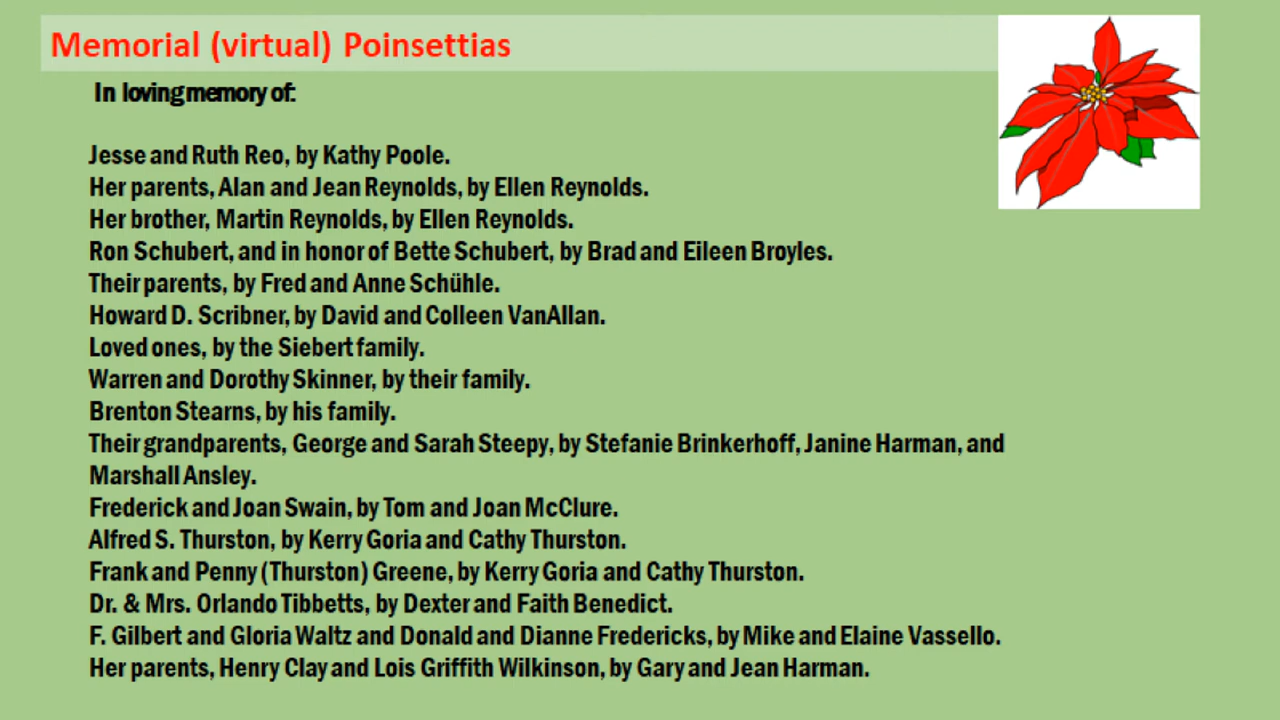 Memorial (virtual) Poinsettias
In loving memory of:
Jesse and Ruth Reo, by Kathy Poole.
Her parents, Alan and Jean Reynolds, by Ellen Reynolds.
Her brother, Martin Reynolds, by Ellen Reynolds.
Ron Schubert, and in honor of Bette Schubert, by Brad and Eileen Broyles.
Their parents, by Fred and Anne Schühle.
Howard D. Scribner, by David and Colleen VanAllan.
Loved ones, by the Siebert family.
Warren and Dorothy Skinner, by their family.
Brenton Stearns, by his family.
Their grandparents, George and Sarah Steepy, by Stefanie Brinkerhoff, Janine Harman, and
Marshall Ansley.
Frederick and Joan Swain, by Tom and Joan McClure.
Alfred S. Thurston, by Kerry Goria and Cathy Thurston.
Frank and Penny (Thurston) Greene, by Kerry Goria and Cathy Thurston.
Dr. & Mrs. Orlando Tibbetts, by Dexter and Faith Benedict.
F. Gilbert and Gloria Waltz and Donald and Dianne Fredericks, by Mike and Elaine Vassello.
Her parents, Henry Clay and Lois Griffith Wilkinson, by Gary and Jean Harman.